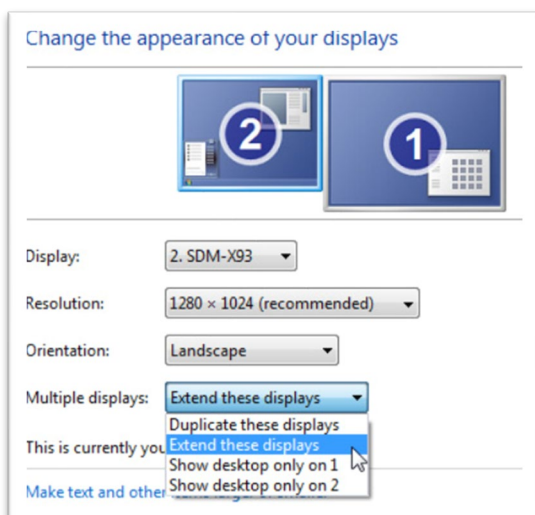 Change the appearance of your displays
2 1
Display: 2. SDM-X93
Resolution: 1280 × 1024 (recommended)
Orientation: Landscape
Multiple displays: Extend these displays
Duplicate these displays
This is currently you Extend these displays
Show desktop only on 1
Make text and othe Show desktop only on 2